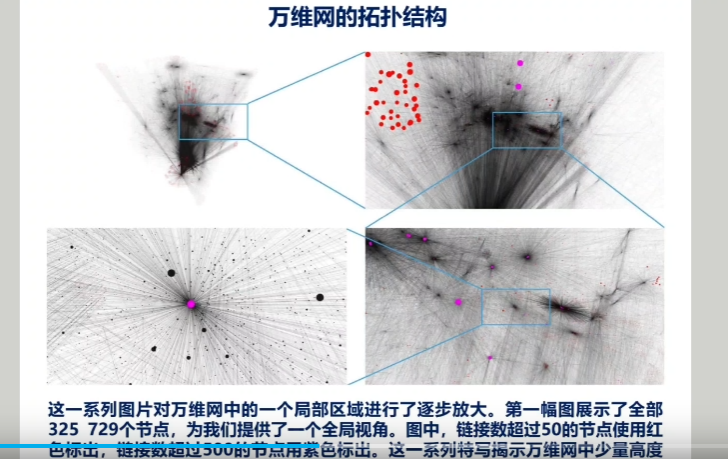 万维网的拓扑结构
这一系列图片对万维网中的一个局部区域进行了逐步放大。第一幅图展示了全部
325 729个节点，为我们提供了一个全局视角。图中，链接数超过50的节点使用红
色标出，链接数超过500的节点用紫色标出。这一系列特写揭示万维网中少量高度